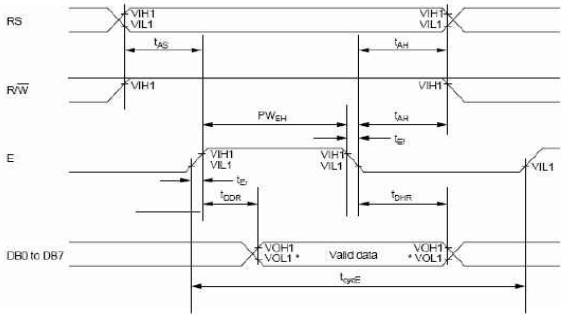 RS
VIH1
VIL1
VIH1
VIL1
tAS
tAH
R/W
VIH1
VIH1
PWEH
tAH
tEf
E
VIH1
VIL1
VIH1
VIL1
VIL1
tEr
tDDR
tDHR
DB0 to DB7
VOH1
VOL1 *
Valid data
VOH1
* VOL1
tcycE